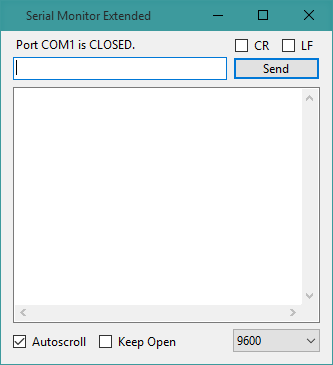 Serial Monitor Extended
Port COM1 is CLOSED.
CR
LF
Send
Autoscroll
Keep Open
9600